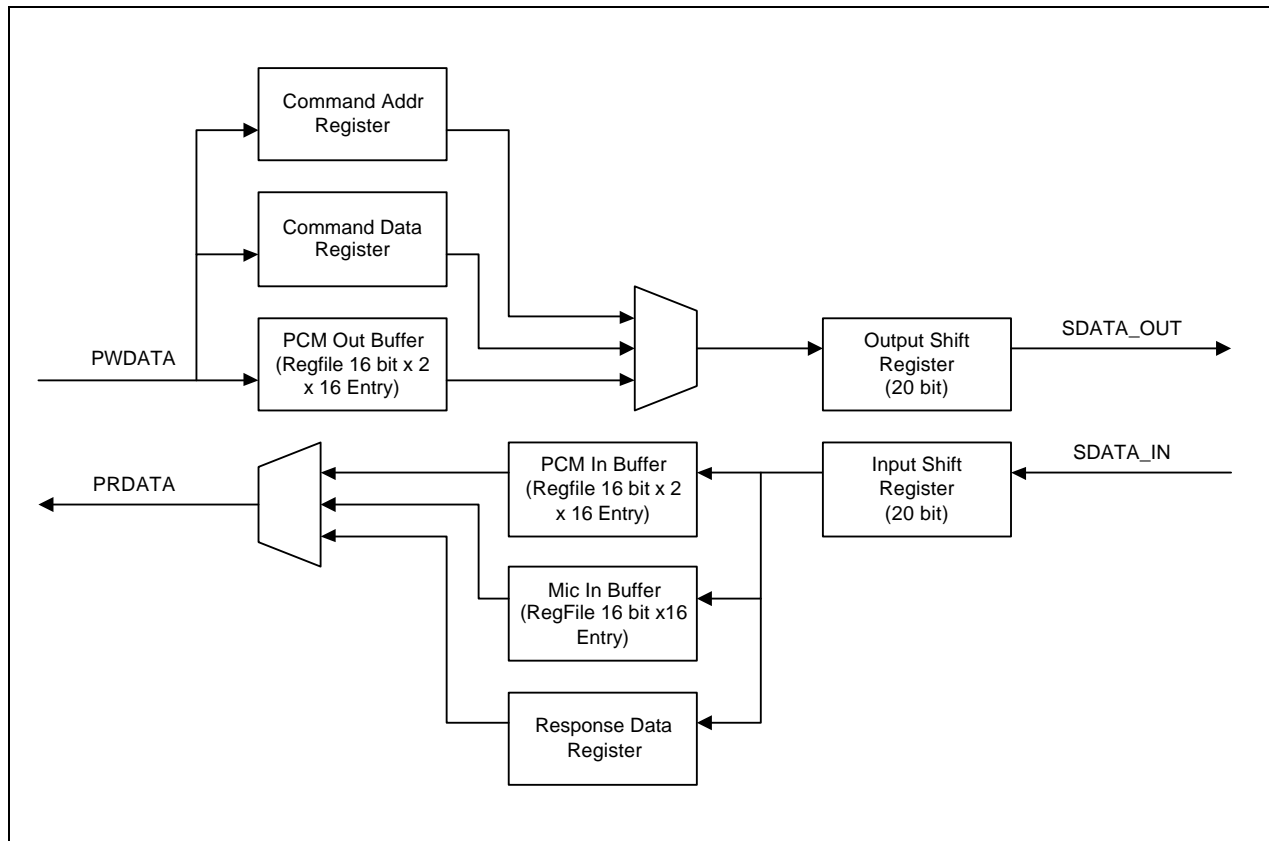 Command Addr
Register
Command Data
Register
PWDATA
PCM Out Buffer
(Regfile 16 bit x 2
x 16 Entry)
Output Shift
Register
(20 bit)
SDATA_OUT
PRDATA
PCM In Buffer
(Regfile 16 bit x 2
x 16 Entry)
Input Shift
Register
(20 bit)
SDATA_IN
Mic In Buffer
(RegFile 16 bit x16
Entry)
Response Data
Register